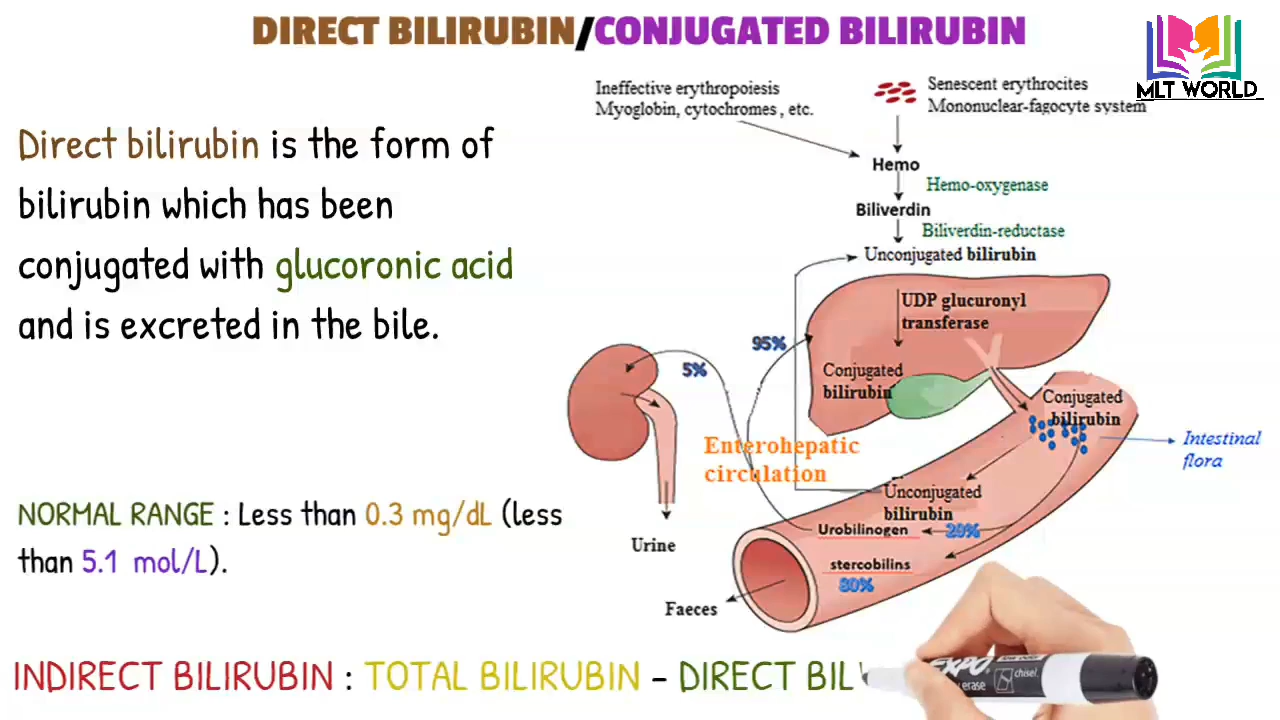 DIRECT BILIRUBIN/CONJUGATED BILIRUBIN
MLT WORLD
Direct bilirubin is the form of
bilirubin which has been
conjugated with glucoronic acid
and is excreted in the bile.
NORMAL RANGE : Less than 0.3 mg/dL (less
than 5.1 mol/L).
INDIRECT BILIRUBIN : TOTAL BILIRUBIN - DIRECT BIL
Ineffective erythropoiesis
Myoglobin, cytochromes , etc.
Senescent erythrocites
Mononuclear-fagocyte system
Hemo
Hemo-oxygenase
Biliverdin
Biliverdin-reductase
Unconjugated bilirubin
UDP glucuronyl
transferase
95%
5%
Conjugated
bilirubin
Conjugated
bilirubin
Intestinal
flora
Enterohepatic
circulation
Unconjugated
bilirubin
Urobilinogen
20%
Urine
stercobilins
80%
Faeces
EXPO
chisel
erase